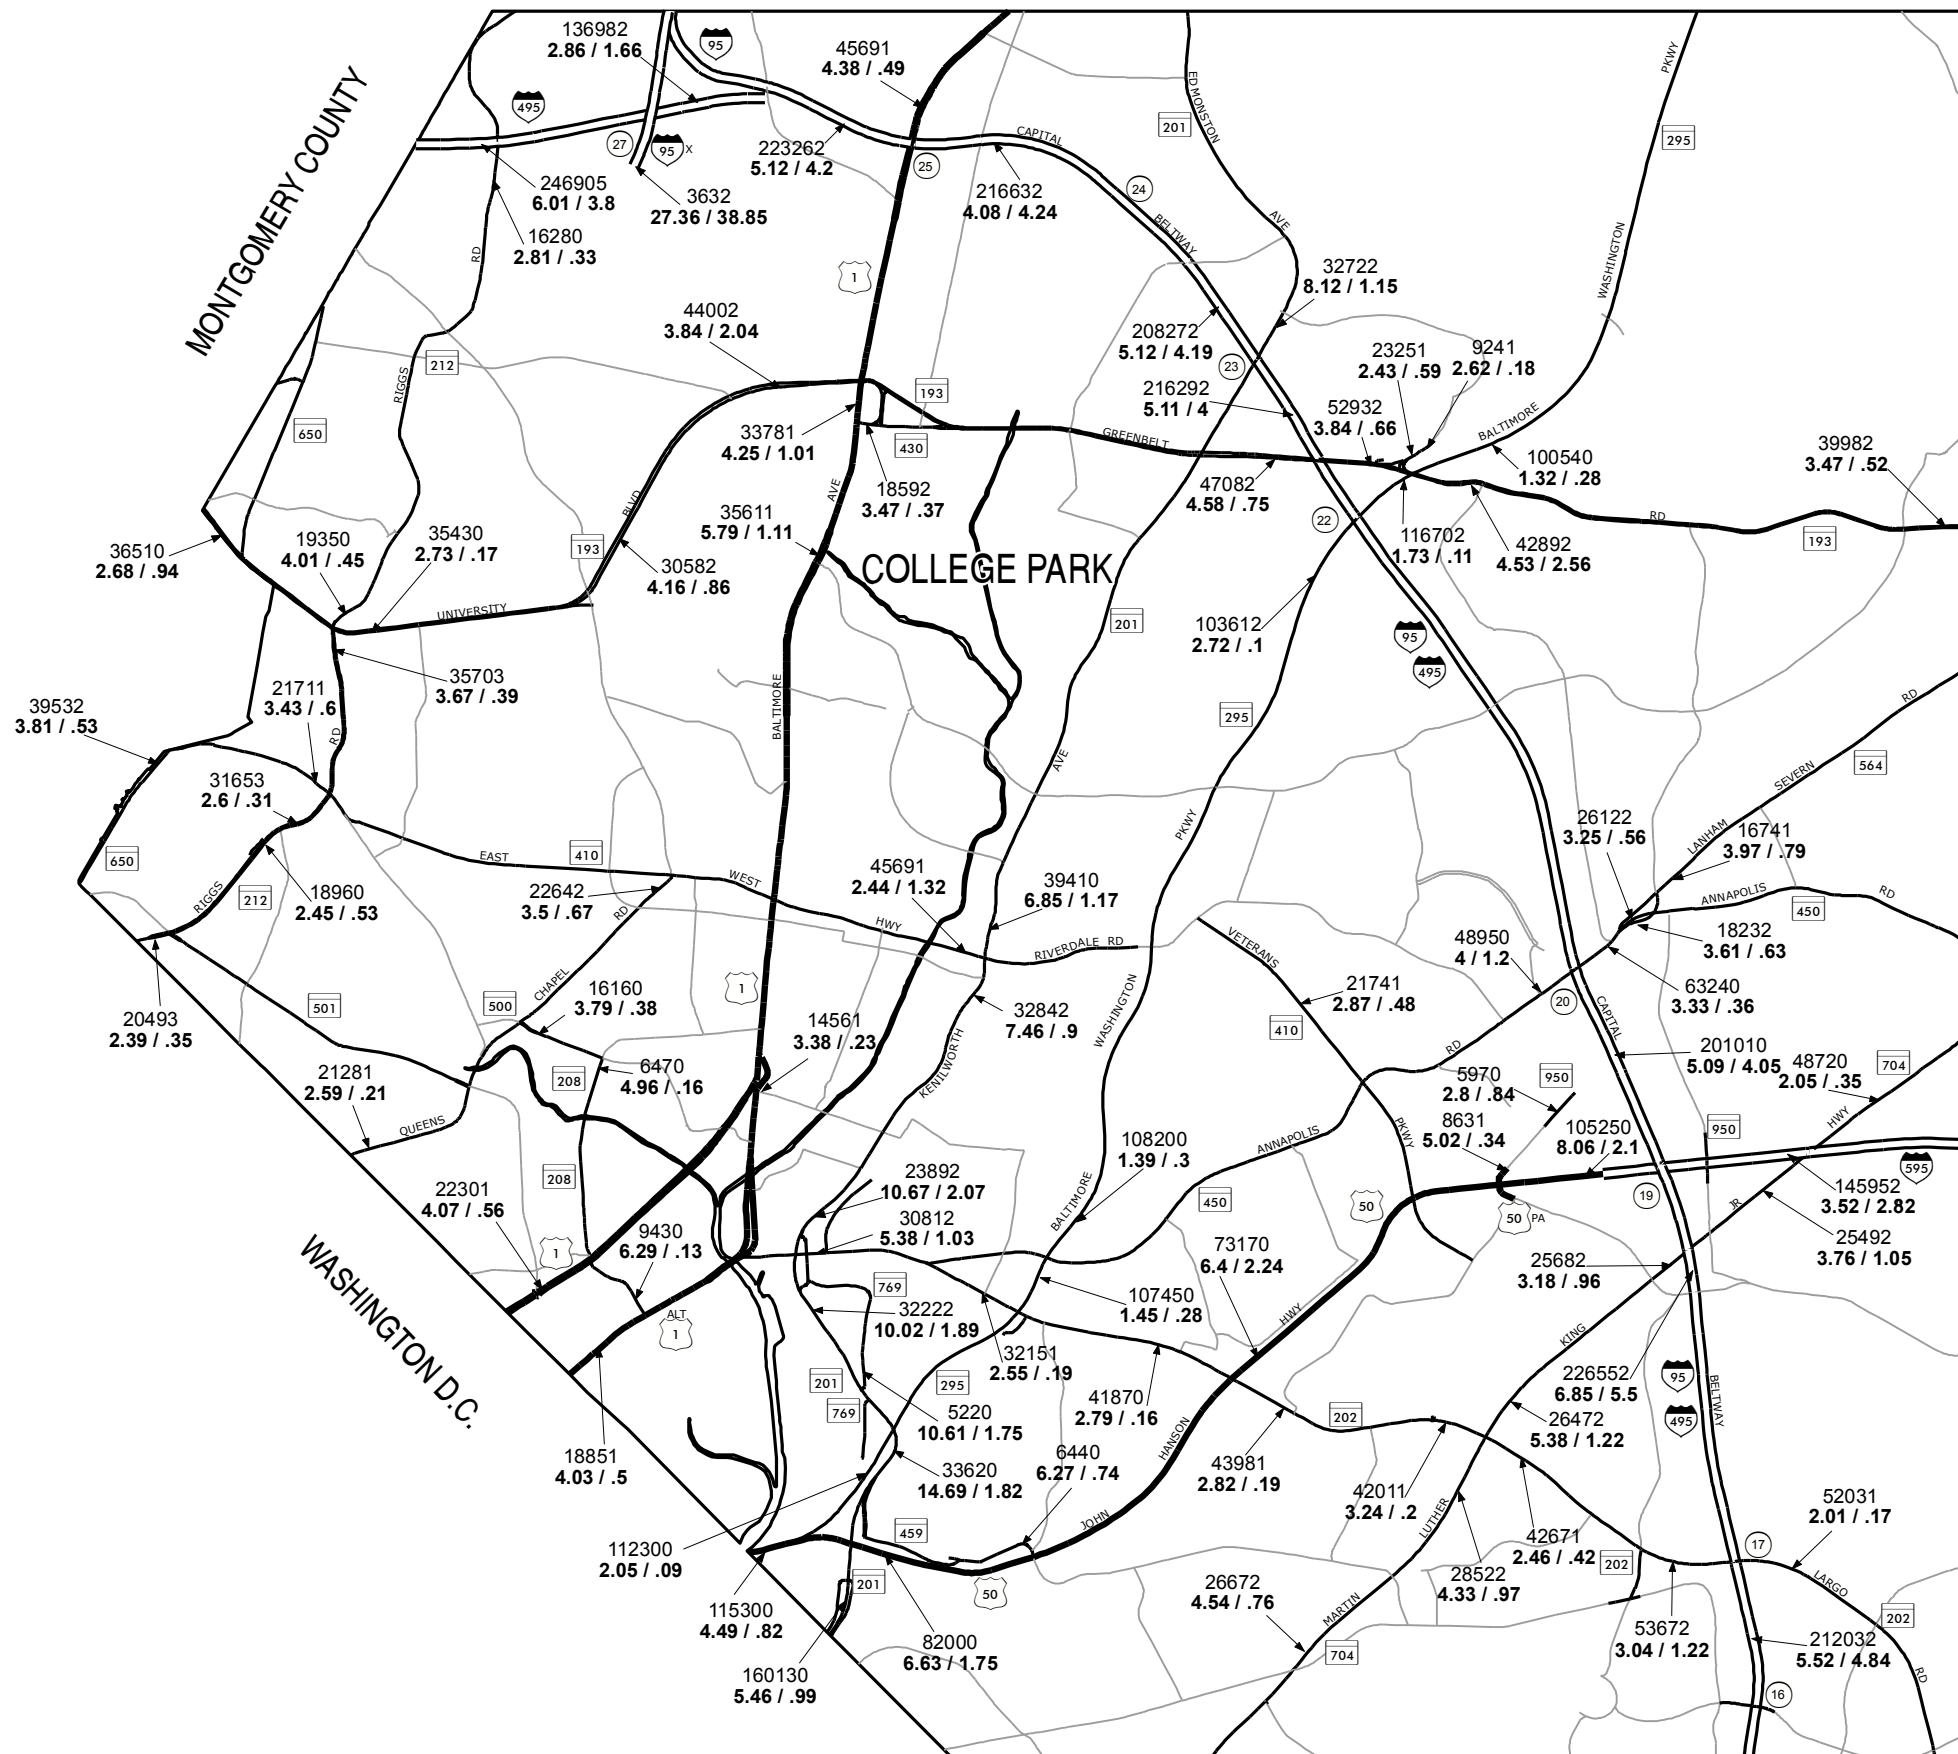 136982
2.86 / 1.66
95
45691
4.38 / .49
PKWY
EDMONSTON
201
495
27
95
X
223262
5.12 / 4.2
CAPITAL
25
295
MONTGOMERY COUNTY
246905
6.01 / 3.8
3632
27.36 / 38.85
216632
4.08 / 4.24
24
BELTWAY
AVE
16280
2.81 / .33
RD
1
WASHINGTON
32722
8.12 / 1.15
44002
3.84 / 2.04
208272
5.12 / 4.19
23
23251
2.43 / .59
9241
2.62 / .18
212
RIGGS
193
216292
5.11 / 4
52932
3.84 / .66
BALTIMORE
650
33781
4.25 / 1.01
430
GREENBELT
39982
3.47 / .52
100540
1.32 / .28
BLVD
AVE
18592
3.47 / .37
47082
4.58 / .75
35611
5.79 / 1.11
22
RD
193
36510
2.68 / .94
19350
4.01 / .45
35430
2.73 / .17
193
30582
4.16 / .86
COLLEGE PARK
116702
1.73 / .11
42892
4.53 / 2.56
UNIVERSITY
201
103612
2.72 / .1
95
495
35703
3.67 / .39
21711
3.43 / .6
39532
3.81 / .53
RD
BALTIMORE
295
RD
AVE
564
SEVERN
31653
2.6 / .31
PKWY
26122
3.25 / .56
LANHAM
16741
3.97 / .79
650
EAST
410
WEST
45691
2.44 / 1.32
39410
6.85 / 1.17
ANNAPOLIS
RD
450
RIGGS
212
18960
2.45 / .53
22642
3.5 / .67
RD
HWY
RIVERDALE RD
VETERANS
48950
4 / 1.2
18232
3.61 / .63
CHAPEL
501
500
16160
3.79 / .38
1
WASHINGTON
21741
2.87 / .48
63240
3.33 / .36
20
CAPITAL
20493
2.39 / .35
14561
3.38 / .23
32842
7.46 / .9
410
RD
201010
5.09 / 4.05
48720
2.05 / .35
704
21281
2.59 / .21
208
6470
4.96 / .16
KENILWORTH
5970
2.8 / .84
950
QUEENS
PKWY
HWY
8631
5.02 / .34
105250
8.06 / 2.1
950
108200
1.39 / .3
ANNAPOLIS
208
23892
10.67 / 2.07
595
22301
4.07 / .56
BALTIMORE
450
50
50
PA
19
145952
3.52 / 2.82
JR
30812
5.38 / 1.03
WASHINGTON D.C.
1
9430
6.29 / .13
73170
6.4 / 2.24
25682
3.18 / .96
25492
3.76 / 1.05
769
107450
1.45 / .28
32222
10.02 / 1.89
ALT
1
HWY
KING
32151
2.55 / .19
226552
6.85 / 5.5
95
BELTWAY
201
295
41870
2.79 / .16
769
5220
10.61 / 1.75
202
26472
5.38 / 1.22
495
HANSON
18851
4.03 / .5
6440
6.27 / .74
33620
14.69 / 1.82
43981
2.82 / .19
42011
3.24 / .2
52031
2.01 / .17
459
JOHN
LUTHER
112300
2.05 / .09
42671
2.46 / .42
202
17
201
50
28522
4.33 / .97
LARGO
26672
4.54 / .76
MARTIN
202
115300
4.49 / .82
82000
6.63 / 1.75
704
53672
3.04 / 1.22
212032
5.52 / 4.84
RD
160130
5.46 / .99
16